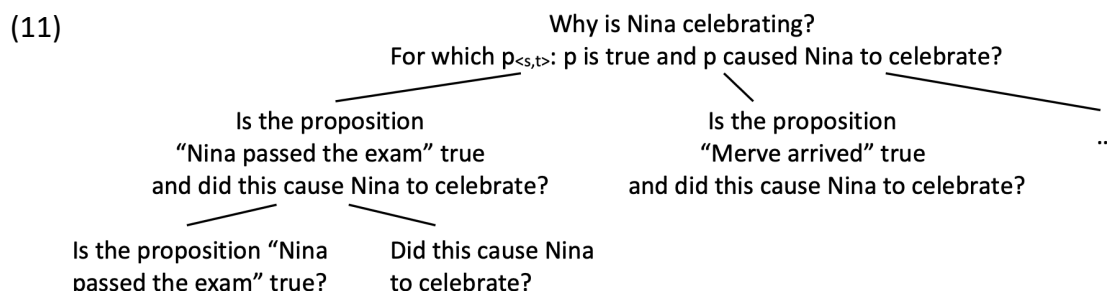 (11)
Why is Nina celebrating?
For which p<s,t>: p is true and p caused Nina to celebrate?
Is the proposition
“Nina passed the exam” true
and did this cause Nina to celebrate?
Is the proposition
“Merve arrived” true
and did this cause Nina to celebrate?
..
Is the proposition “Nina
passed the exam” true?
Did this cause Nina
to celebrate?